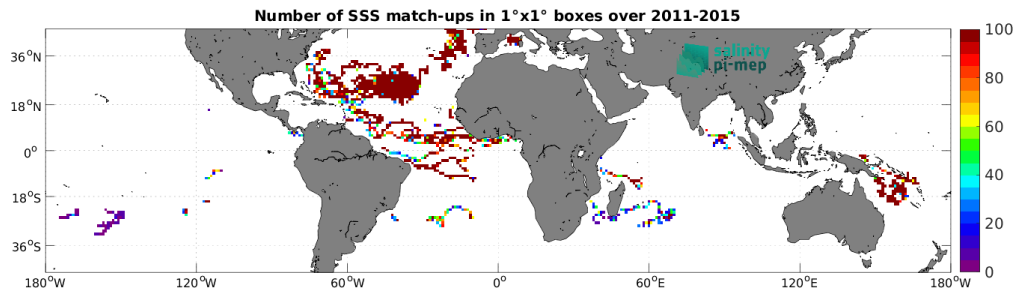 Number of SSS match-ups in 1°x1° boxes over 2011-2015
36°N
18°N
0°
18°S
36°S
180°W
120°W
60°W
0°
60°E
120°E
180°W
salinity
pi-mep
100
80
60
40
20
0